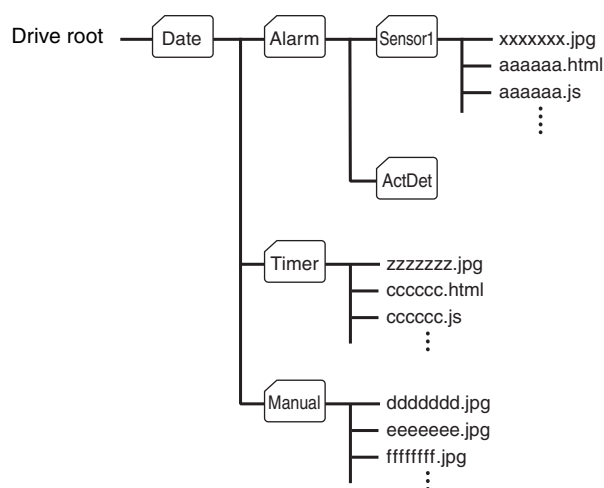 Drive root
Date
Alarm
Sensor1
xxxxxxx.jpg
aaaaaa.html
aaaaaa.js
ActDet
Timer
zzzzzzz.jpg
cccccc.html
cccccc.js
Manual
ddddddd.jpg
eeeeeee.jpg
ffffffff.jpg